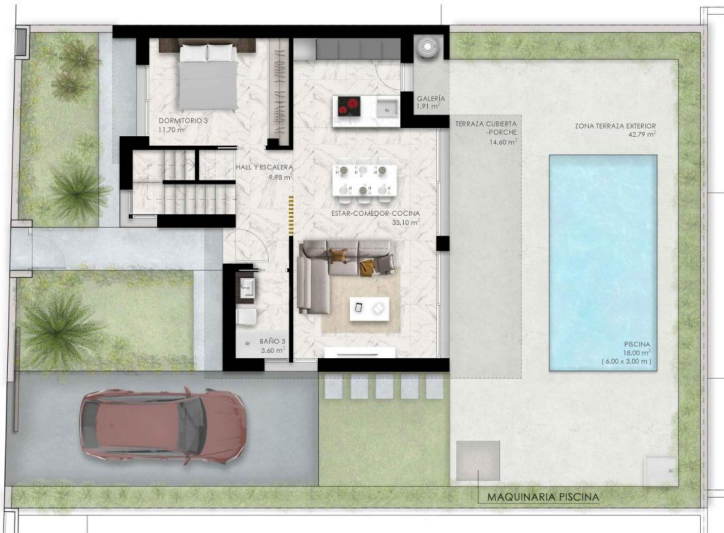 DORMITORIO 3
11.70 m²
GALERÍA
1,91 m²
TERRAZA CUBIERTA
-PORCHE
14.60 m²
ZONA TERRAZA EXTERIOR
42.79 m²
HALL Y ESCALERA
9,98 m²
ESTAR-COMEDOR-COCINA
33,10 m²
BAÑO 3
3.60 m²
PISCINA
18,00 m²
( 6.00 x 3.00 m )
MAQUINARIA PISCINA